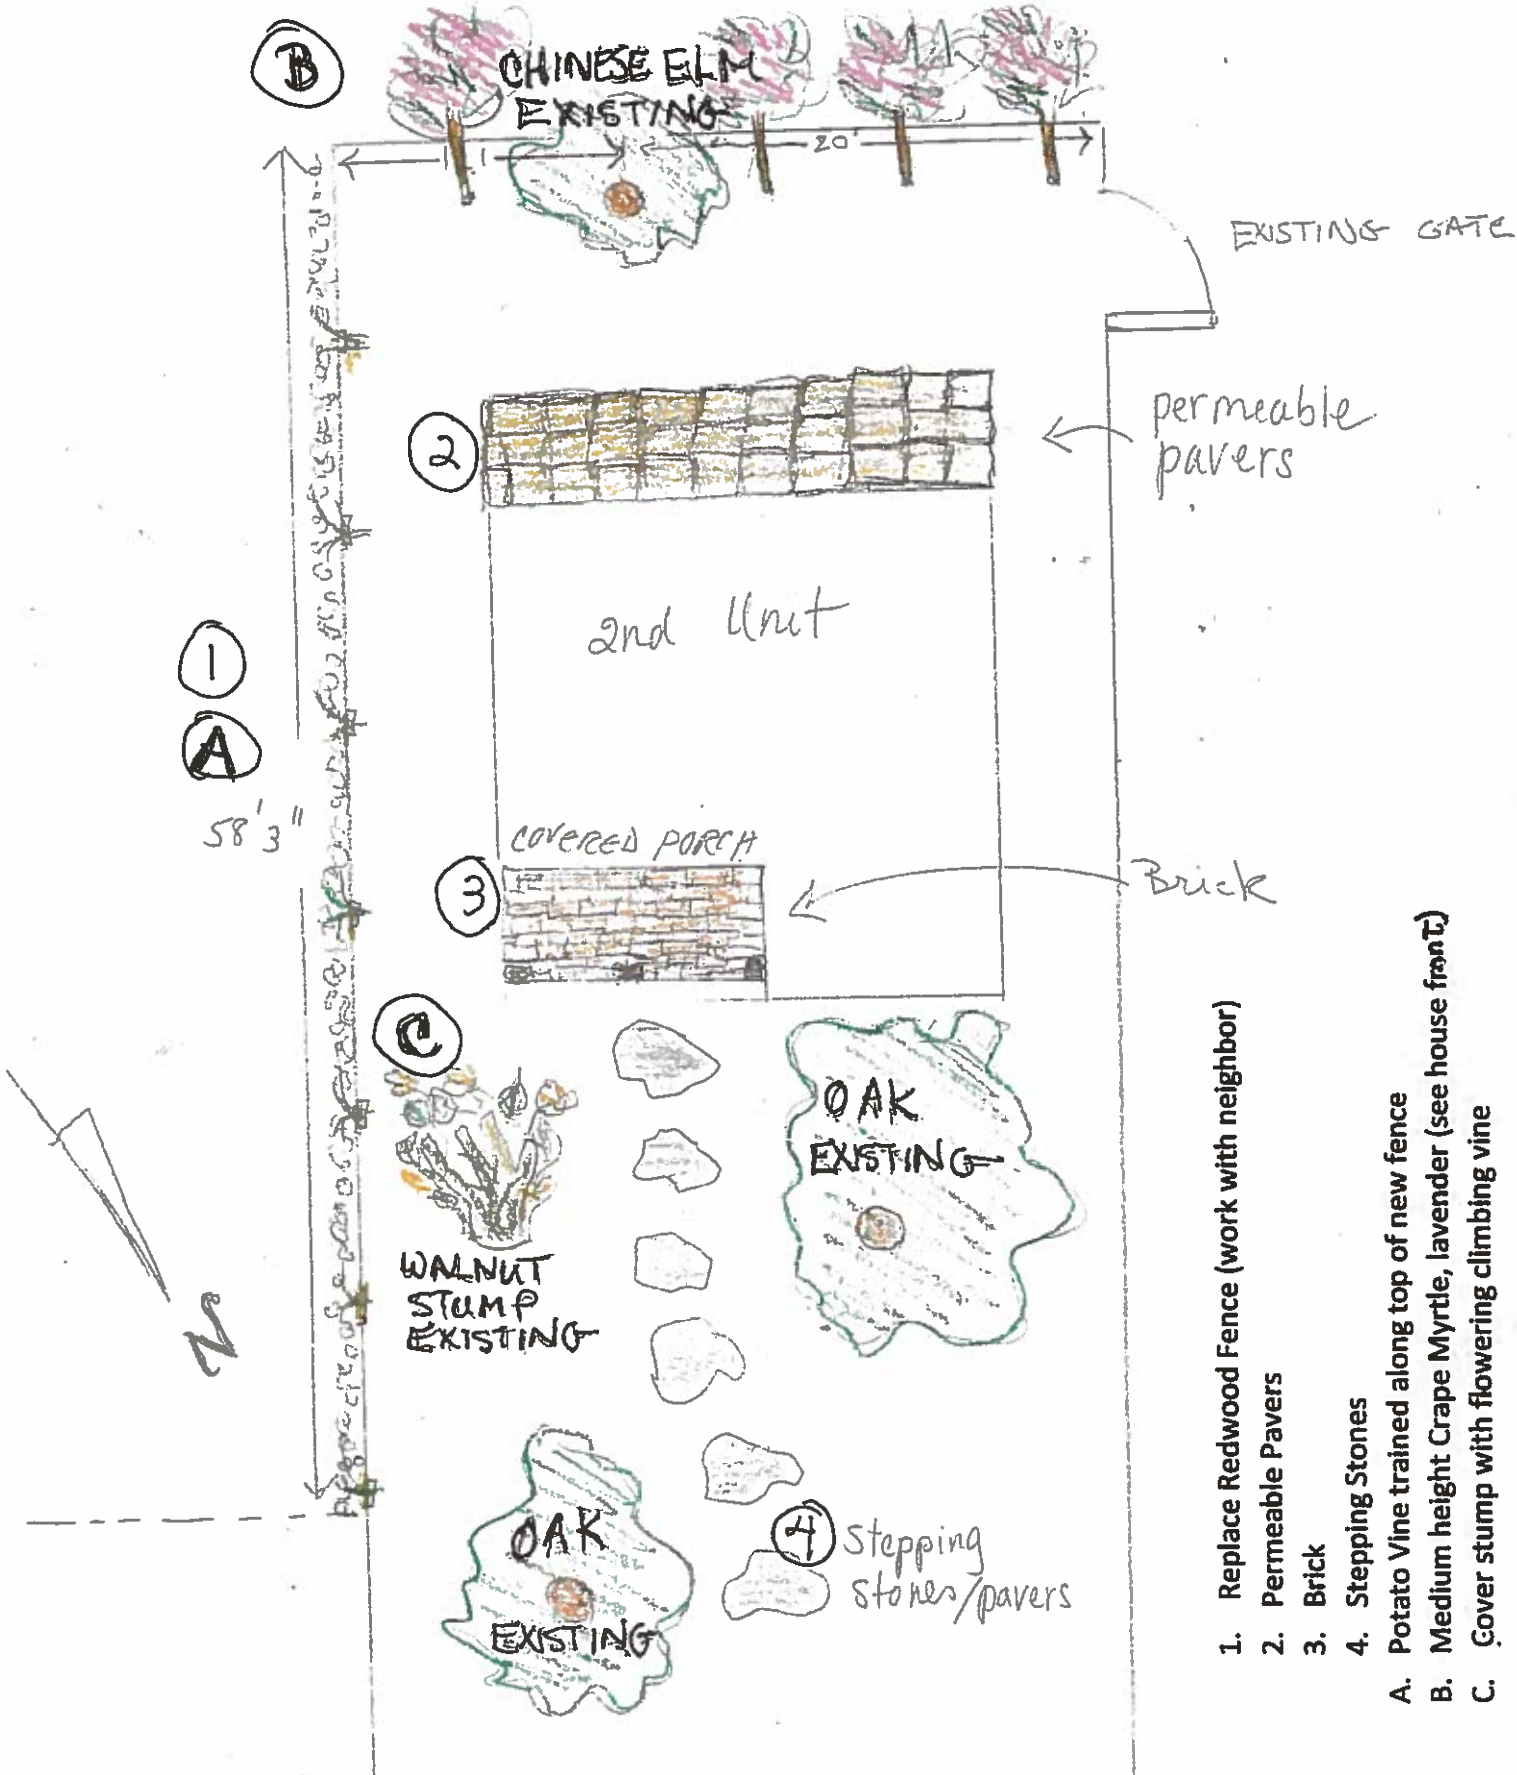 B
CHINESE ELM
EXISTING
20'
EXISTING GATE
2
permeable
pavers
2nd Unit
1
A
58'3"
COVERED PORCH
3
Brick
C
OAK
EXISTING
WALNUT
STUMP
EXISTING
N
OAK
EXISTING
4
Stepping
stones/pavers
1. Replace Redwood Fence (work with neighbor)
2. Permeable Pavers
3. Brick
4. Stepping Stones
A. Potato Vine trained along top of new fence
B. Medium height Crape Myrtle, lavender (see house front)
C. Cover stump with flowering climbing vine